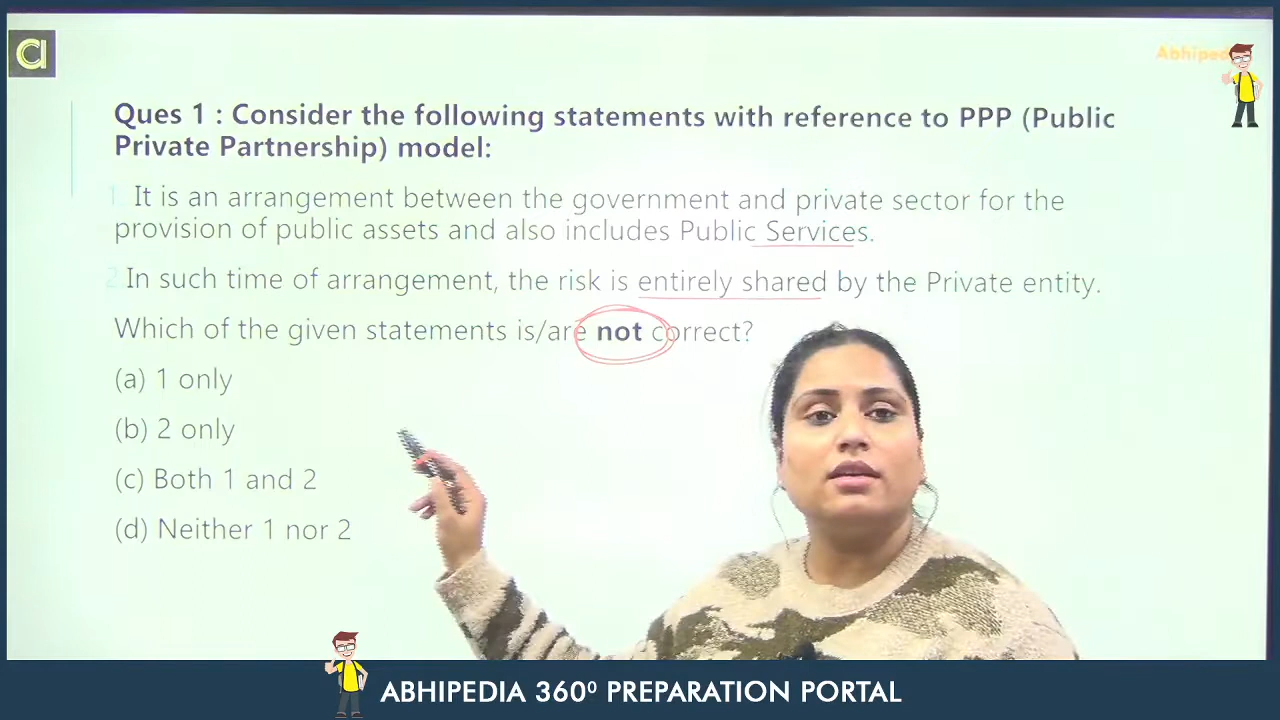 a
Abhiped
Ques 1 : Consider the following statements with reference to PPP (Public
Private Partnership) model:
1. It is an arrangement between the government and private sector for the
provision of public assets and also includes Public Services.
2.In such time of arrangement, the risk is entirely shared by the Private entity.
Which of the given statements is/are not correct?
(a) 1 only
(b) 2 only
(c) Both 1 and 2
(d) Neither 1 nor 2
ABHIPEDIA 360⁰ PREPARATION PORTAL